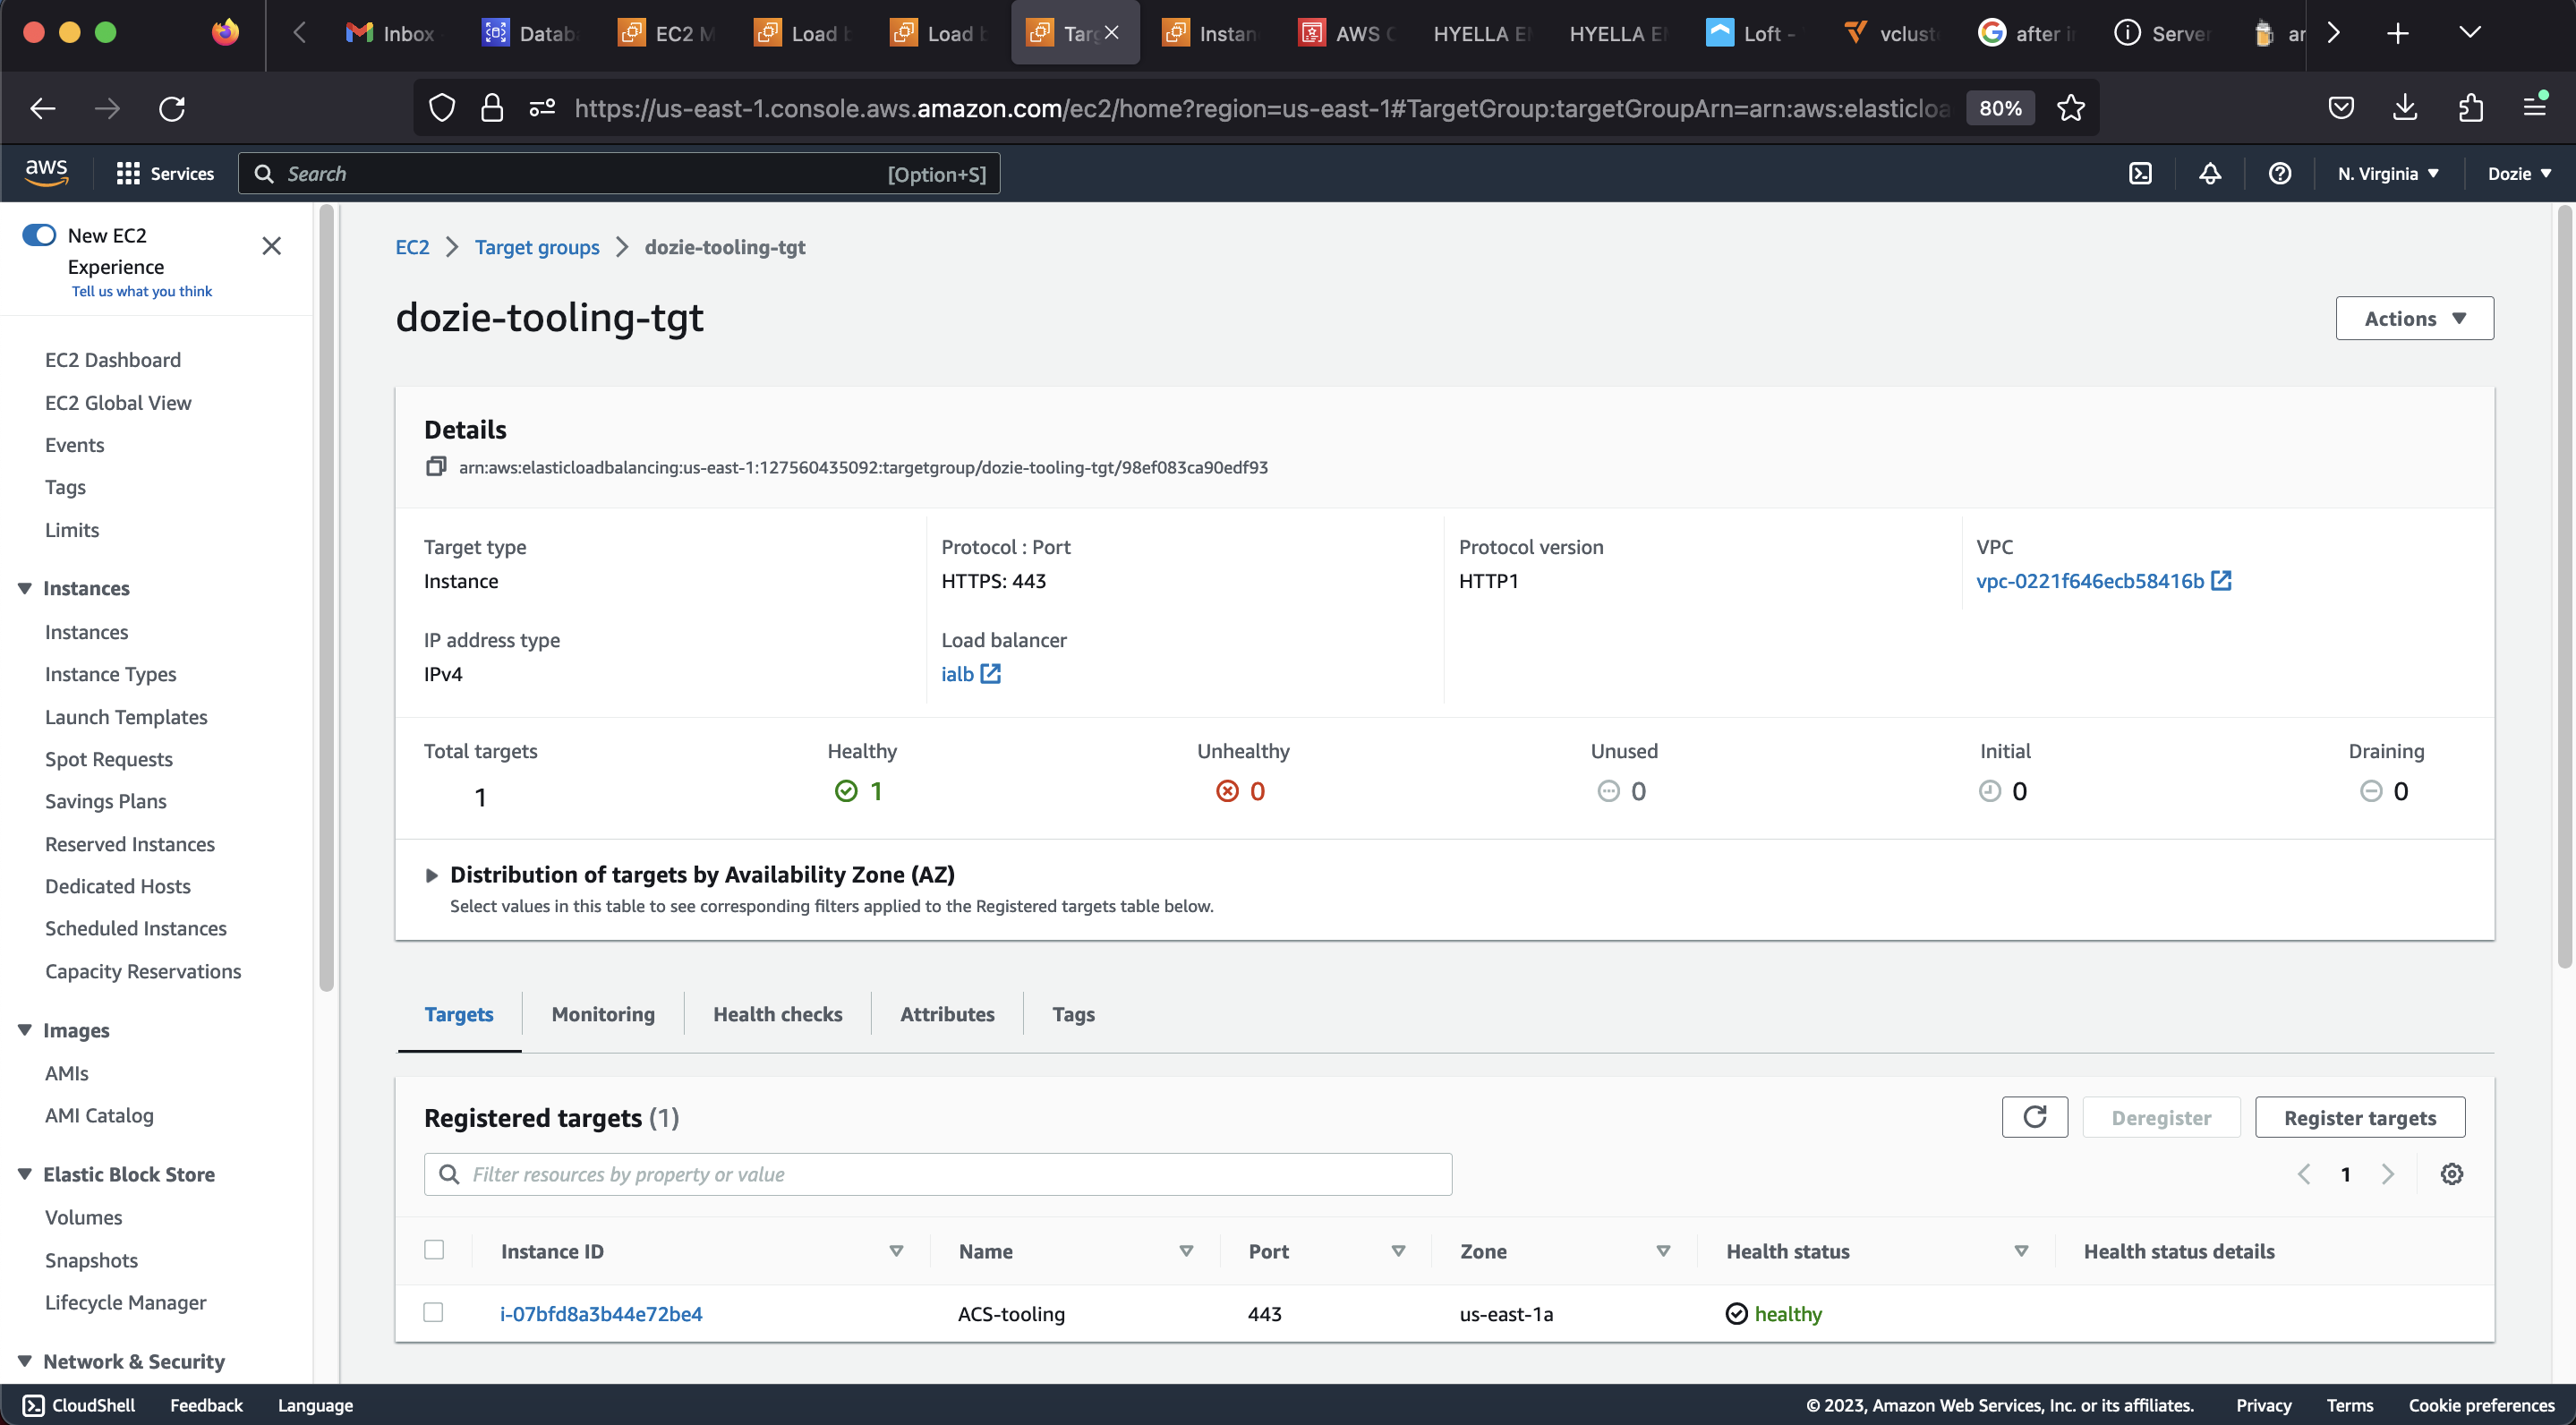 Inbox
Datab
EC2 M
Load b
Load b
Targ
Instan
AWS C
HYELLA E
HYELLA E
Loft -
vclust
after i
Server
ar
https://us-east-1.console.aws.amazon.com/ec2/home?region=us-east-1#TargetGroup:targetGroupArn=arn:aws:elasticloa
80%
aws
Services
Search
[Option+S]
N. Virginia
Dozie
New EC2
Experience
Tell us what you think
EC2 Dashboard
EC2 Global View
Events
Tags
Limits
Instances
Instances
Instance Types
Launch Templates
Spot Requests
Savings Plans
Reserved Instances
Dedicated Hosts
Scheduled Instances
Capacity Reservations
Images
AMIs
AMI Catalog
Elastic Block Store
Volumes
Snapshots
Lifecycle Manager
Network & Security
EC2 > Target groups > dozie-tooling-tgt
dozie-tooling-tgt
Actions
Details
arn:aws:elasticloadbalancing:us-east-1:127560435092:targetgroup/dozie-tooling-tgt/98ef083ca90edf93
Target type
Instance
Protocol : Port
HTTPS: 443
Protocol version
HTTP1
VPC
vpc-0221f646ecb58416b
IP address type
IPv4
Load balancer
ialb
Total targets
1
Healthy
1
Unhealthy
0
Unused
0
Initial
0
Draining
0
Distribution of targets by Availability Zone (AZ)
Select values in this table to see corresponding filters applied to the Registered targets table below.
Targets
Monitoring
Health checks
Attributes
Tags
Registered targets (1)
Deregister
Register targets
Filter resources by property or value
1
Instance ID
Name
Port
Zone
Health status
Health status details
i-07bfd8a3b44e72be4
ACS-tooling
443
us-east-1a
healthy
CloudShell
Feedback
Language
© 2023, Amazon Web Services, Inc. or its affiliates.
Privacy
Terms
Cookie preferences